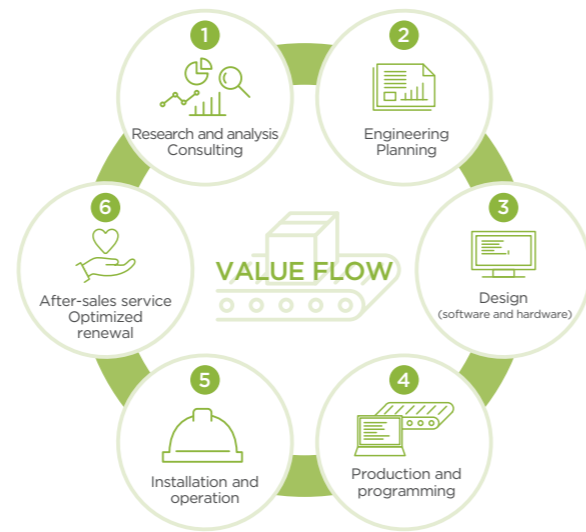 1
Research and analysis
Consulting
2
Engineering
Planning
3
Design
(software and hardware)
4
Production and
programming
5
Installation and
operation
6
After-sales service
Optimized
renewal
VALUE FLOW